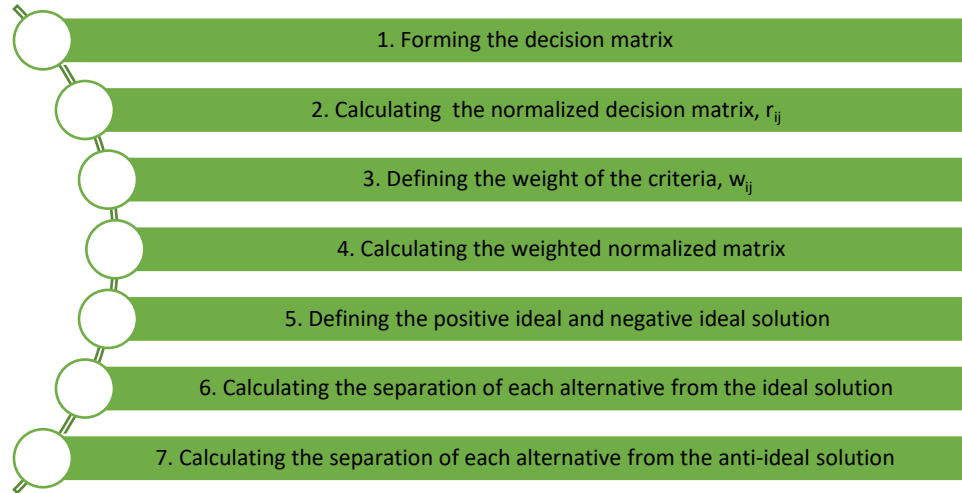 1. Forming the decision matrix
2. Calculating  the normalized decision matrix, rij
3. Defining the weight of the criteria, wij
4. Calculating the weighted normalized matrix
5. Defining the positive ideal and negative ideal solution
6. Calculating the separation of each alternative from the ideal solution
7. Calculating the separation of each alternative from the anti-ideal solution